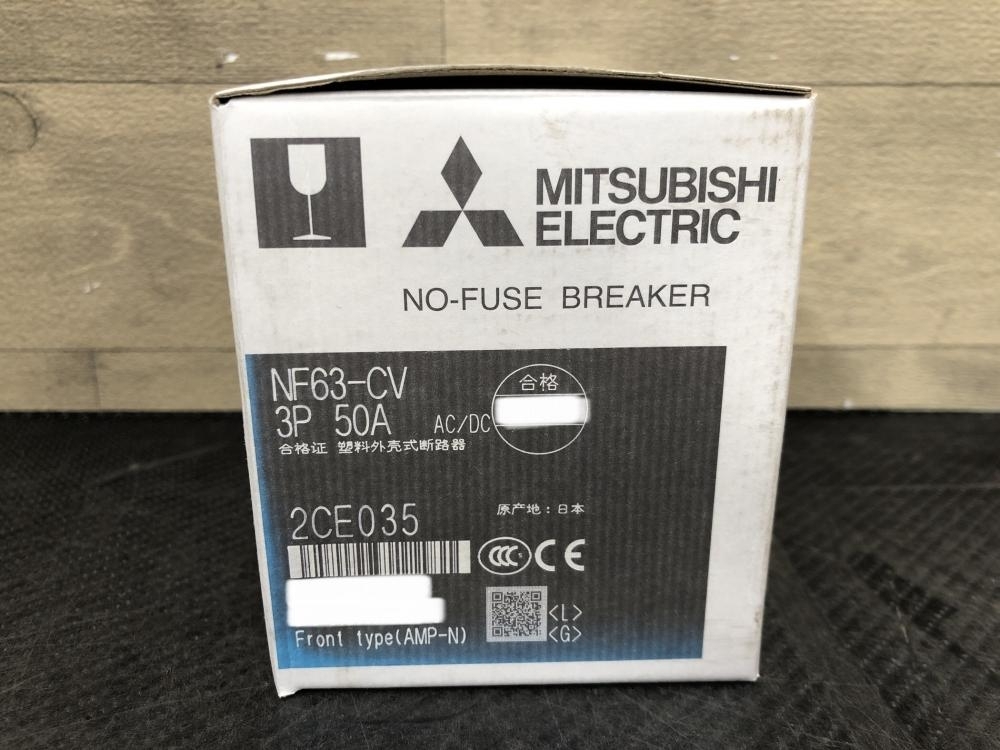 MITSUBISHI
ELECTRIC
NO-FUSE BREAKER
NF63-CV
合格
3P 50A AC/DC
合格证 塑料外壳式断路器
2CE035
原产地：日本
CCC S CE
<L>
<G>
Front type(AMP-N)